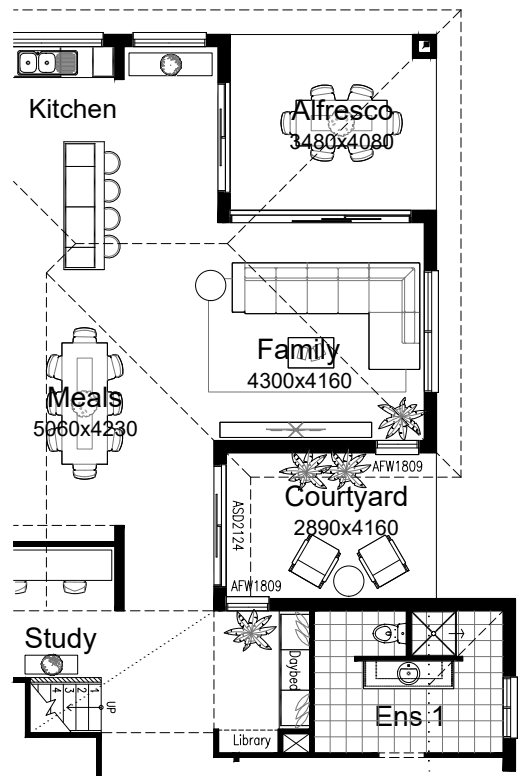 Kitchen
Alfresco
3480x4080
Family
4300x4160
Meals
5060x4230
AFW1809
Courtyard
2890x4160
ASD2124
AFW1809
Study
Daybed
4 3 2 1
UP
Ens 1
Library